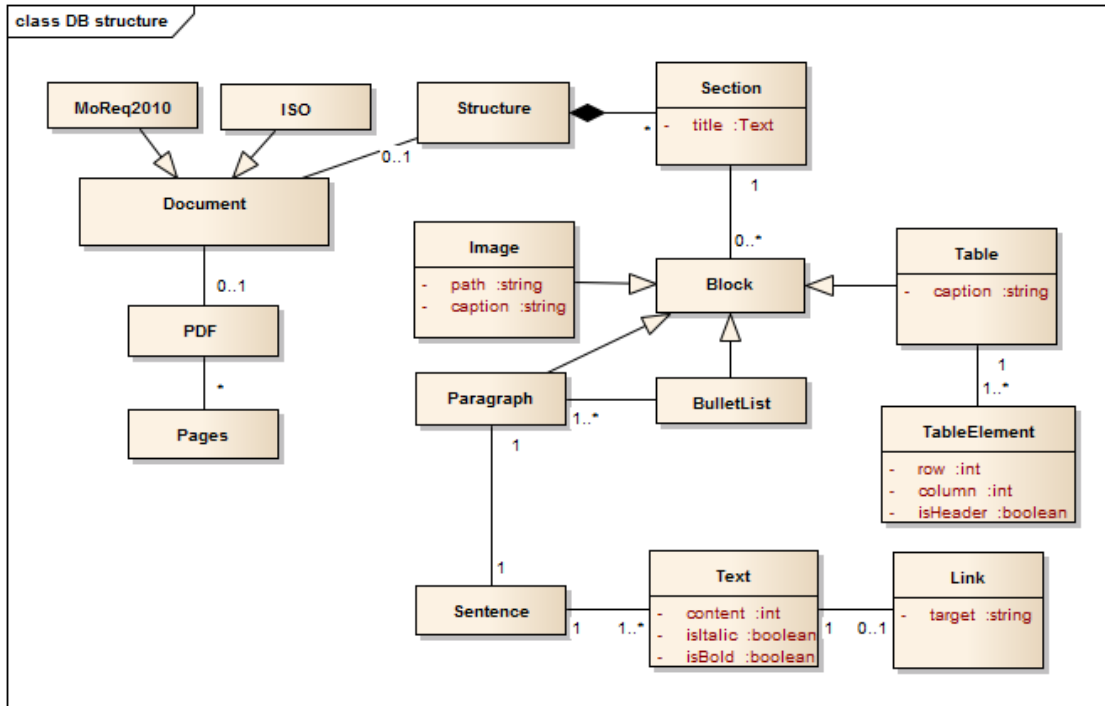 class DB structure
MoReq2010
ISO
Structure
Section
- title :Text
*
0..1
Document
1
0..*
Image
- path :string
- caption :string
Block
Table
- caption :string
0..1
PDF
*
Pages
Paragraph
1..*
BulletList
1
1..*
TableElement
- row :int
- column :int
- isHeader :boolean
1
1
Sentence
1
1..*
Text
- content :int
- isItalic :boolean
- isBold :boolean
1
0..1
Link
- target :string